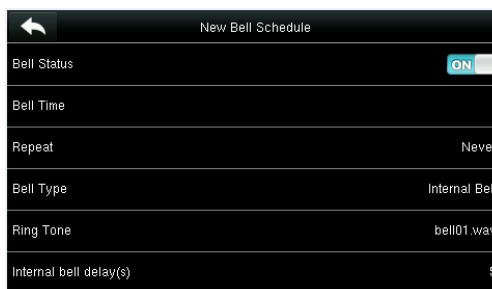 New Bell Schedule
Bell Status ON
Bell Time
Repeat Neve
Bell Type Internal Bel
Ring Tone bell01.wav
Internal bell delay(s) 5